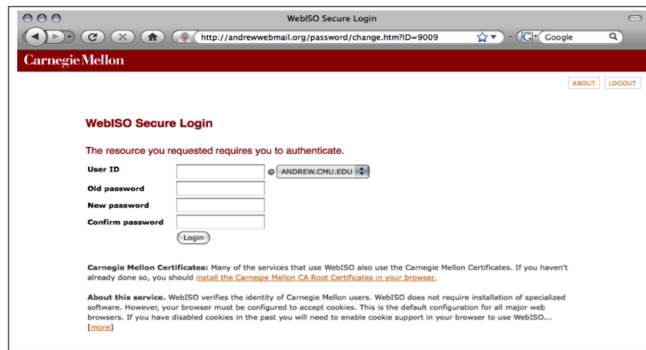 WebISO Secure Login
http://andrewwebmail.org/password/change.htm?ID=9009
Google
Carnegie Mellon
ABOUT LOGOUT
WebISO Secure Login
The resource you requested requires you to authenticate.
User ID @ ANDREW.CMU.EDU
Old password
New password
Confirm password
Login
Carnegie Mellon Certificates: Many of the services that use WebISO also use the Carnegie Mellon Certificates. If you haven't
already done so, you should install the Carnegie Mellon CA Root Certificates in your browser.
About this service. WebISO verifies the identity of Carnegie Mellon users. WebISO does not require installation of specialized
software. However, your browser must be configured to accept cookies. This is the default configuration for all major web
browsers. If you have disabled cookies in the past you will need to enable cookie support in your browser to use WebISO...
[more]